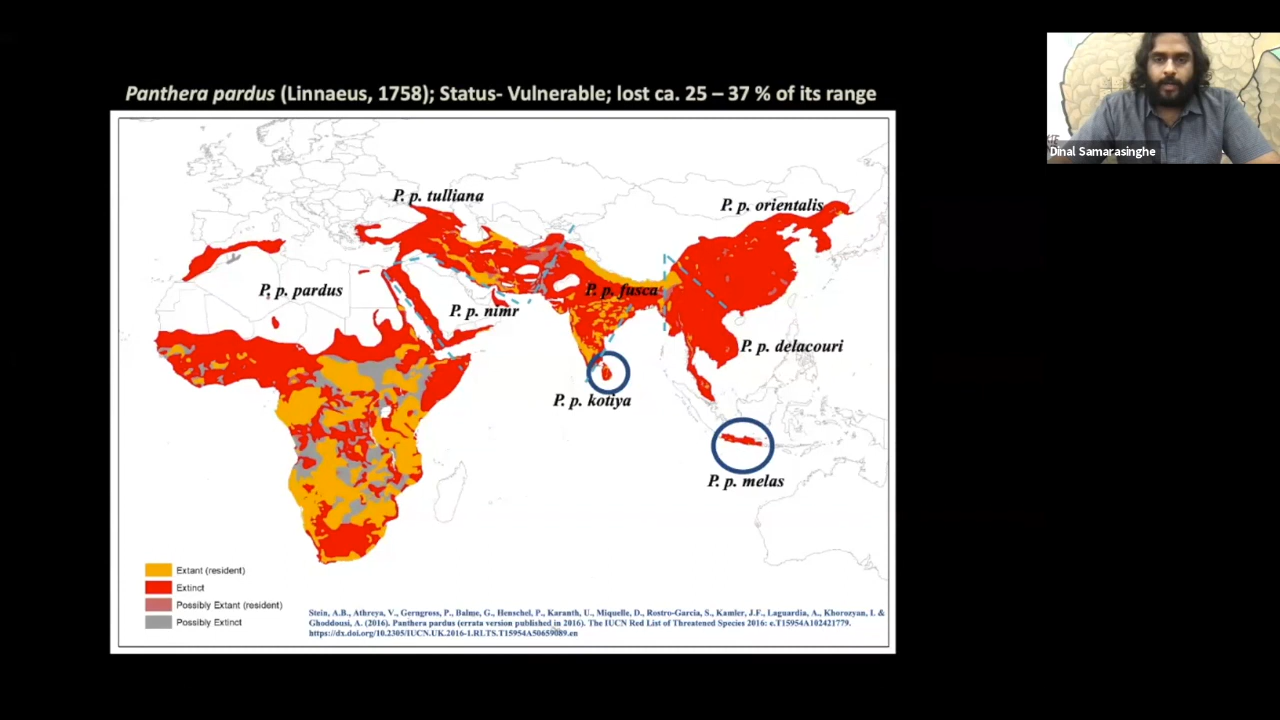 Panthera pardus (Linnaeus, 1758); Status- Vulnerable; lost ca. 25 – 37 % of its range
Dinal Samarasinghe
P. p. tulliana
P. p. orientalis
P. p. pardus
P. p. fusca
P. p. nimr
P. p. delacouri
P. p. kotiya
P. p. melas
Extant (resident)
Extinct
Possibly Extant (resident)
Possibly Extinct
Stein, A.B., Athreya, V., Gerngross, P., Balme, G., Henschel, P., Karanth, U., Miquelle, D., Rostro-Garcia, S., Kamler, J.F., Laguardia, A., Khorozyan, I. &
Ghoddousi, A. (2016). Panthera pardus (errata version published in 2016). The IUCN Red List of Threatened Species 2016: e.T15954A102421779.
https://dx.doi.org/10.2305/IUCN.UK.2016-1.RLTS.T15954A50659089.en